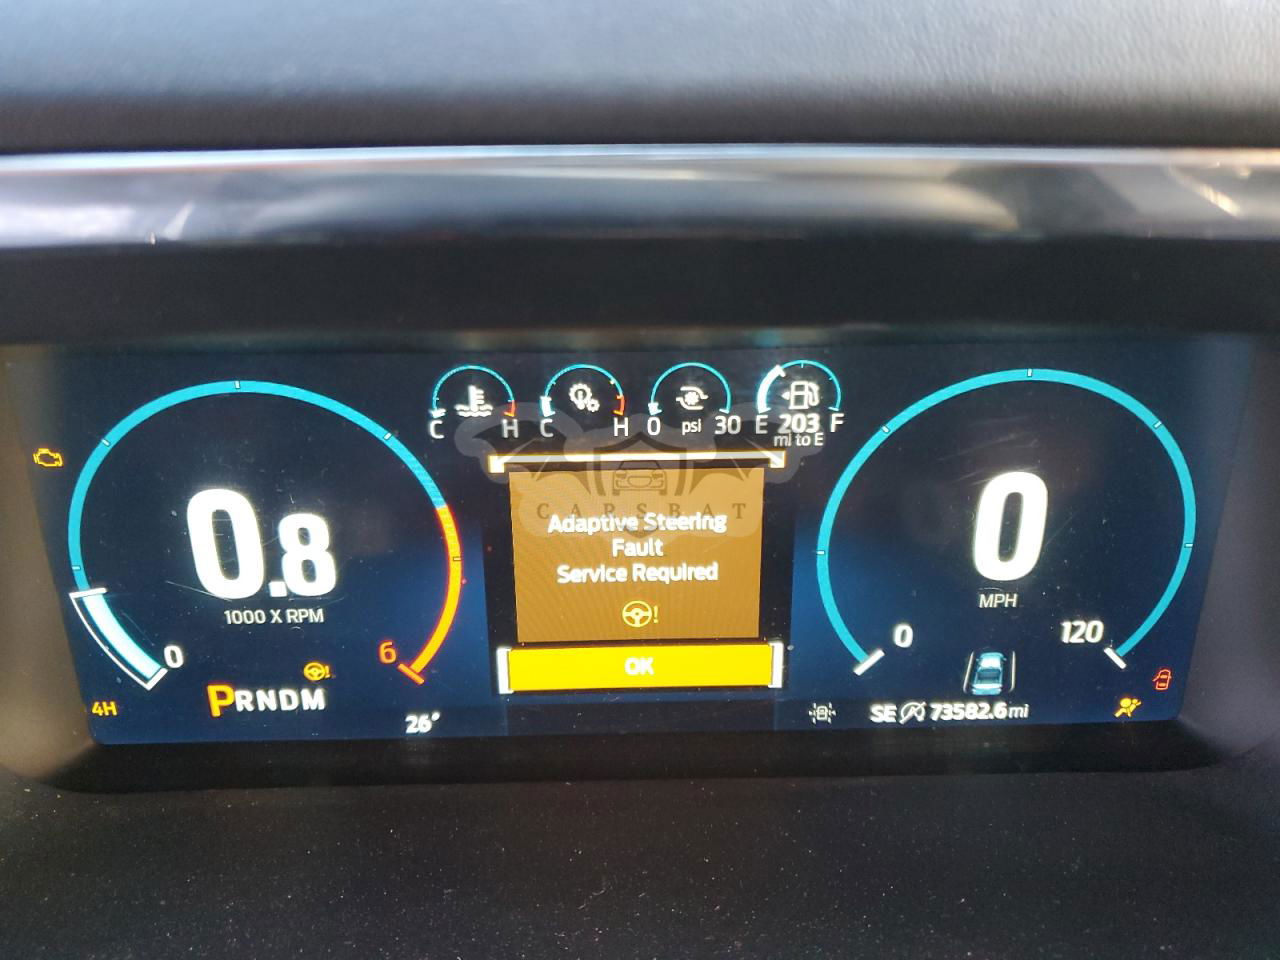 C H C H 0 psi 30 E 203 F
mi to E
CARSBAT
Adaptive Steering
Fault
Service Required
!
OK
0.8
1000 X RPM
0
6
!
PRNDM
4H
26°
0
MPH
0
120
SE 73582.6 mi